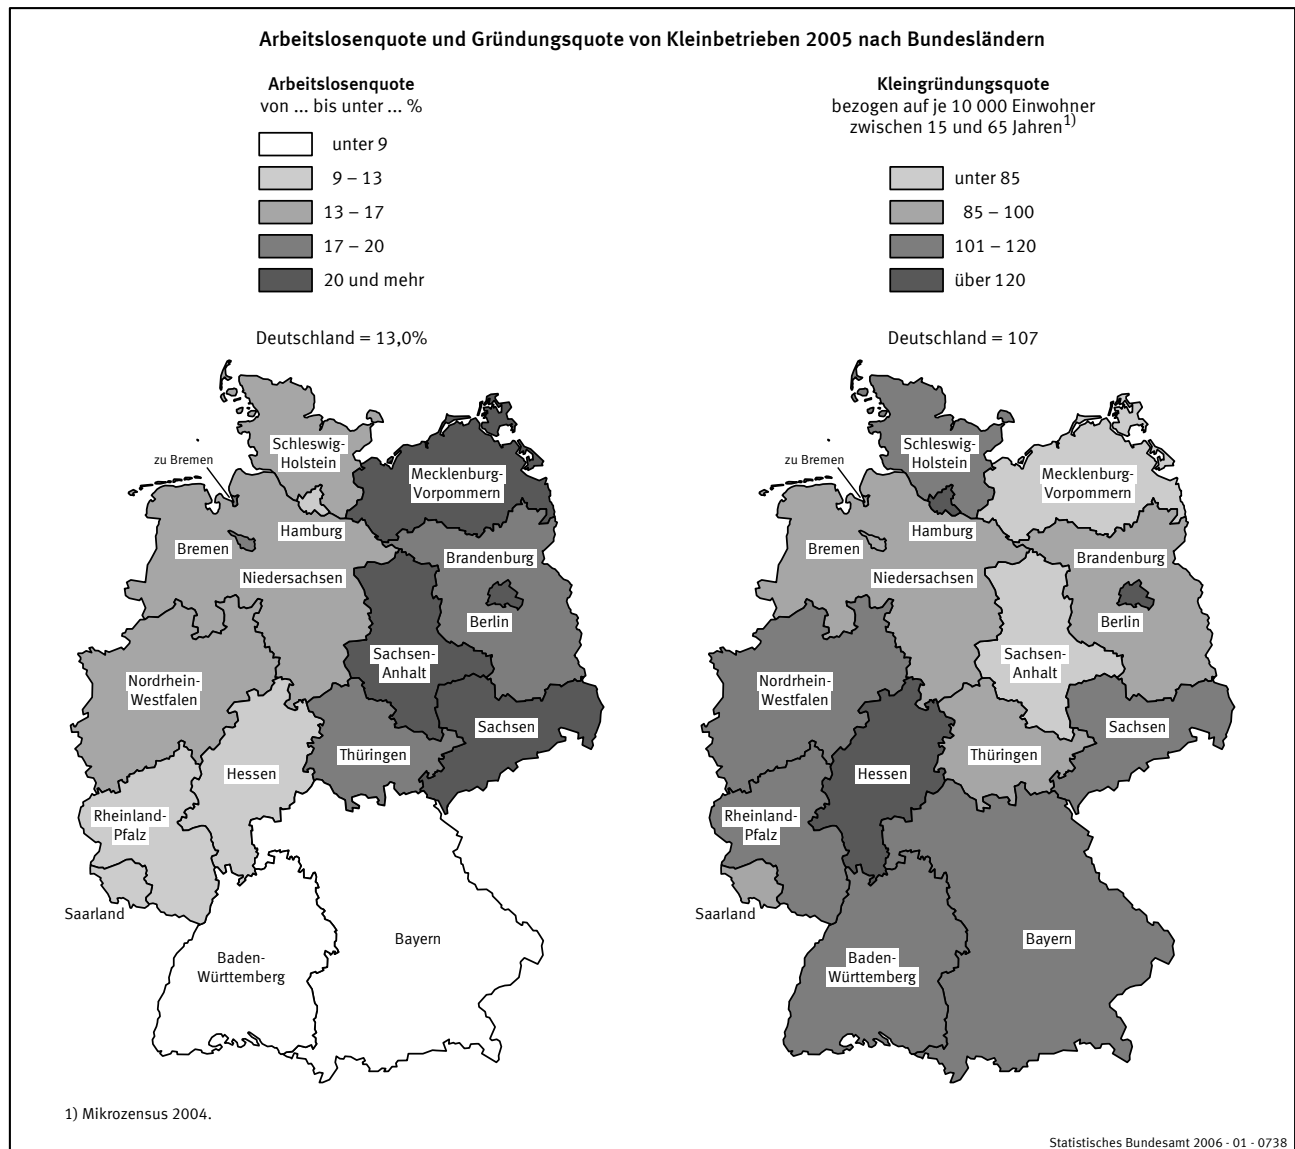 Arbeitslosenquote und Gründungsquote von Kleinbetrieben 2005 nach Bundesländern
Arbeitslosenquote
von ... bis unter ... %
unter 9
9 – 13
13 – 17
17 – 20
20 und mehr
Deutschland = 13,0%
Schleswig-
Holstein
zu Bremen
Mecklenburg-
Vorpommern
Hamburg
Bremen
Brandenburg
Niedersachsen
Berlin
Sachsen-
Anhalt
Nordrhein-
Westfalen
Sachsen
Thüringen
Hessen
Rheinland-
Pfalz
Saarland
Bayern
Baden-
Württemberg
Kleingründungsquote
bezogen auf je 10 000 Einwohner
zwischen 15 und 65 Jahren1)
unter 85
85 – 100
101 – 120
über 120
Deutschland = 107
Schleswig-
Holstein
zu Bremen
Mecklenburg-
Vorpommern
Hamburg
Bremen
Brandenburg
Niedersachsen
Berlin
Sachsen-
Anhalt
Nordrhein-
Westfalen
Sachsen
Thüringen
Hessen
Rheinland-
Pfalz
Saarland
Bayern
Baden-
Württemberg
1) Mikrozensus 2004.
Statistisches Bundesamt 2006 - 01 - 0738